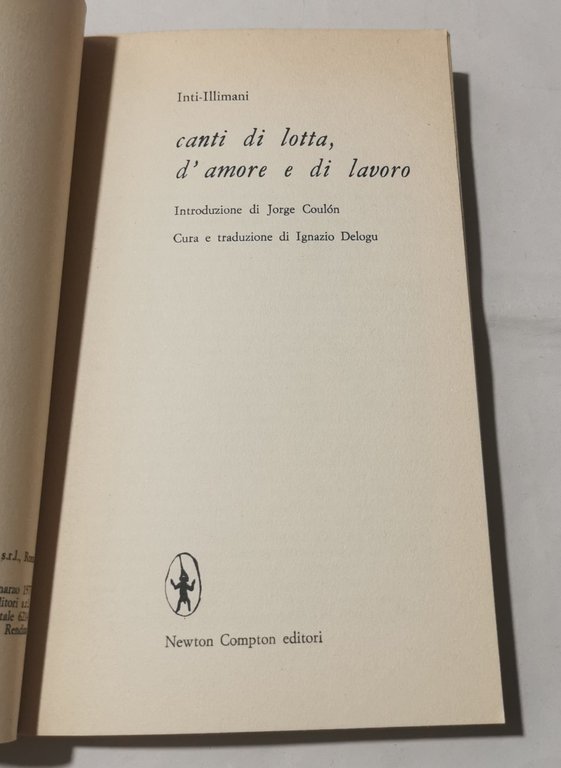 Inti-Illimani
canti di lotta,
d'amore e di lavoro
Introduzione di Jorge Coulón
Cura e traduzione di Ignazio Delogu
Newton Compton editori
s.r.l.,